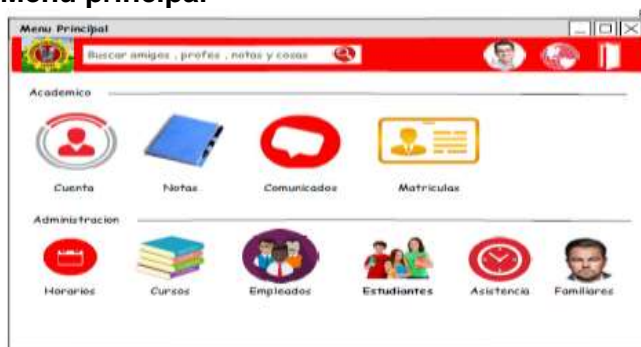 Menu principal
Menu Principal
Buscar amigos , profes , notas y cosas
Academico
Cuenta Notas Comunicados Matriculas
Administracion
Horarios Cursos Empleados Estudiantes Asistencia Familiares